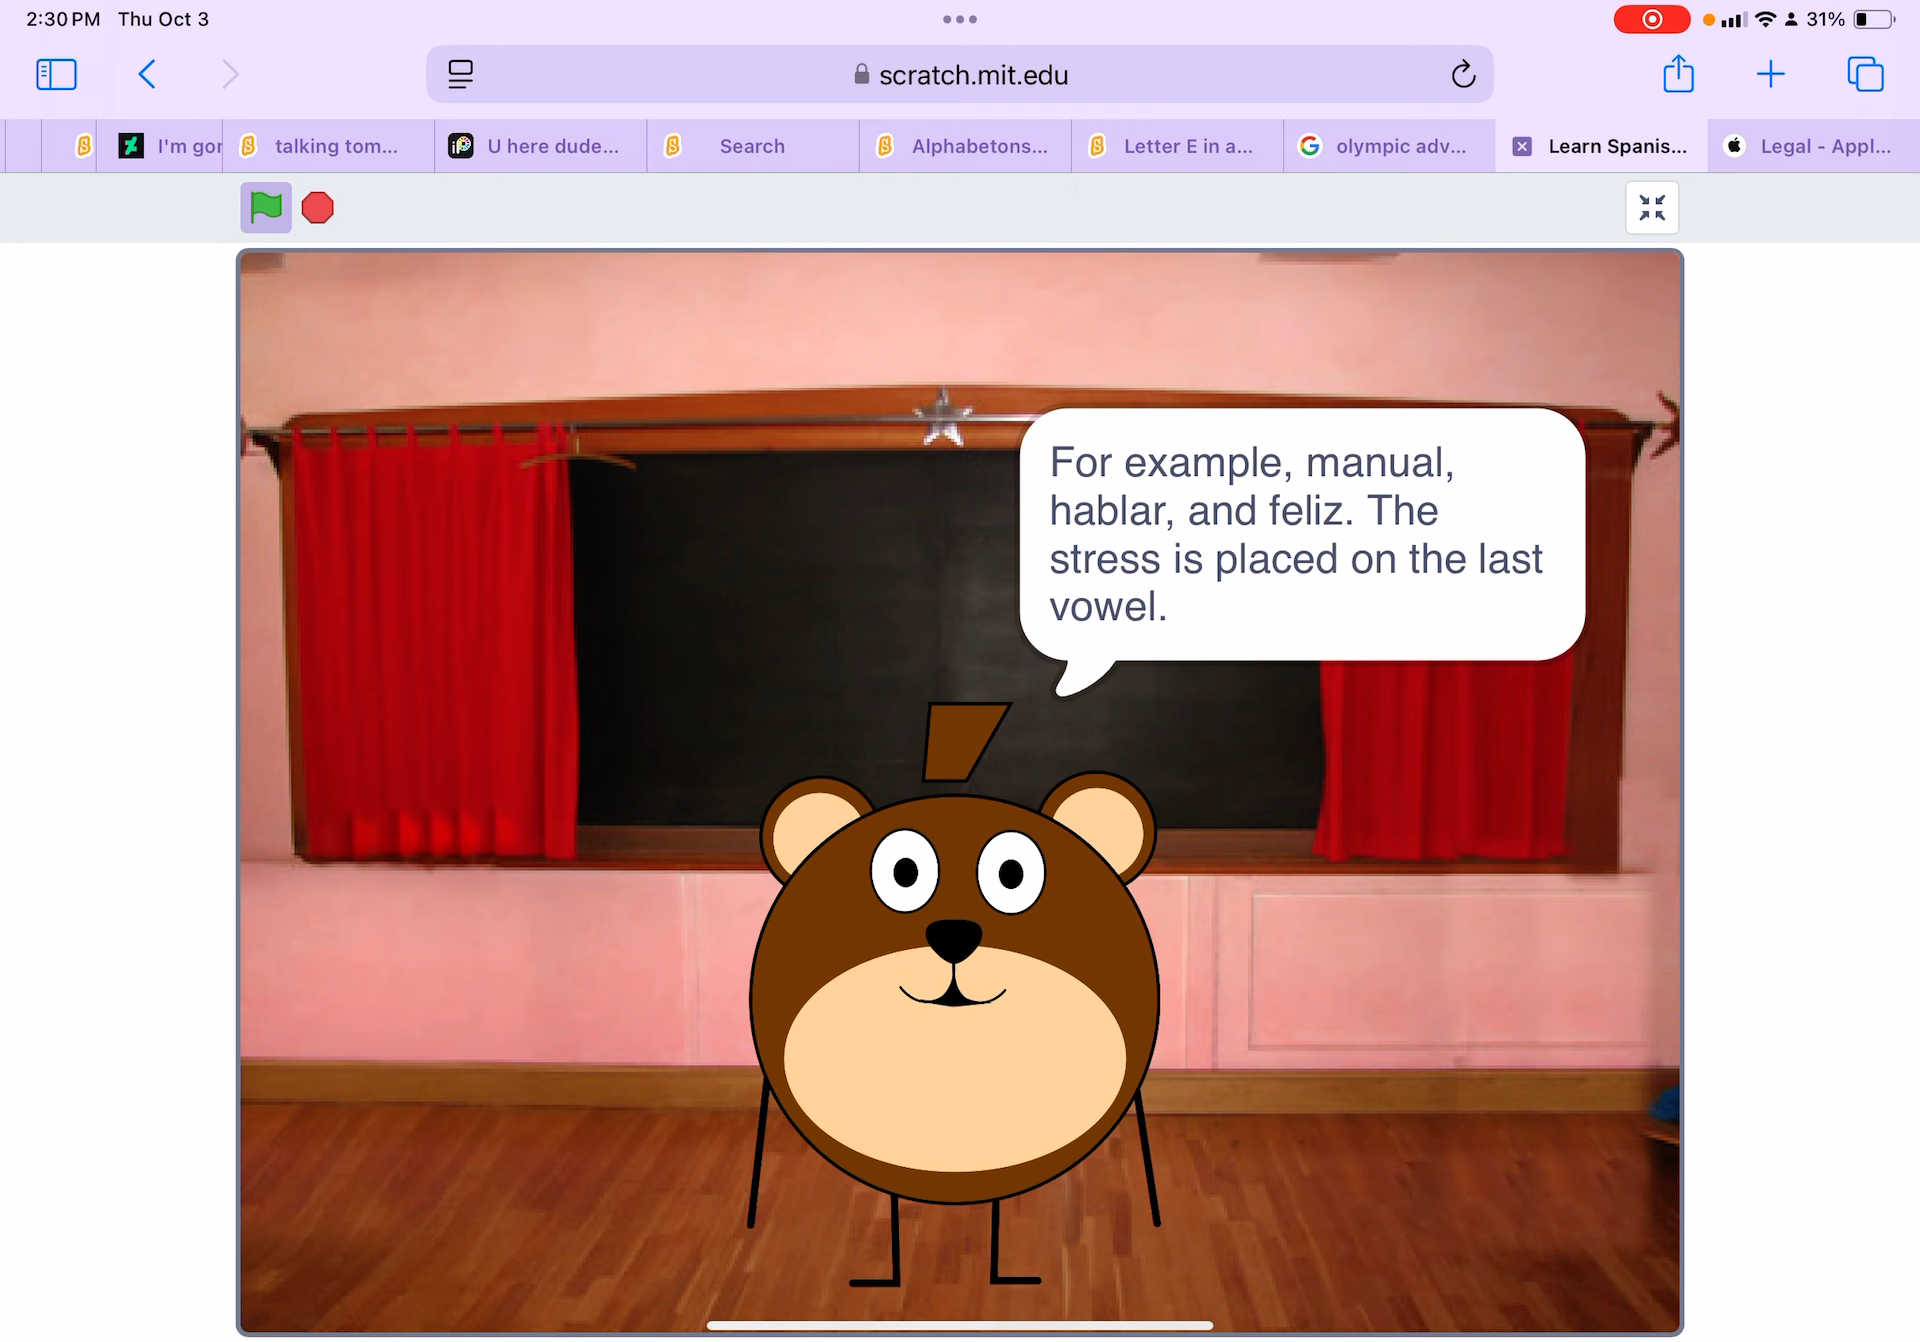 2:30 PM Thu Oct 3
31%
scratch.mit.edu
I'm gor
talking tom...
U here dude...
Search
Alphabetons...
Letter E in a...
olympic adv...
Learn Spanis...
Legal - Appl...
For example, manual,
hablar, and feliz. The
stress is placed on the last
vowel.